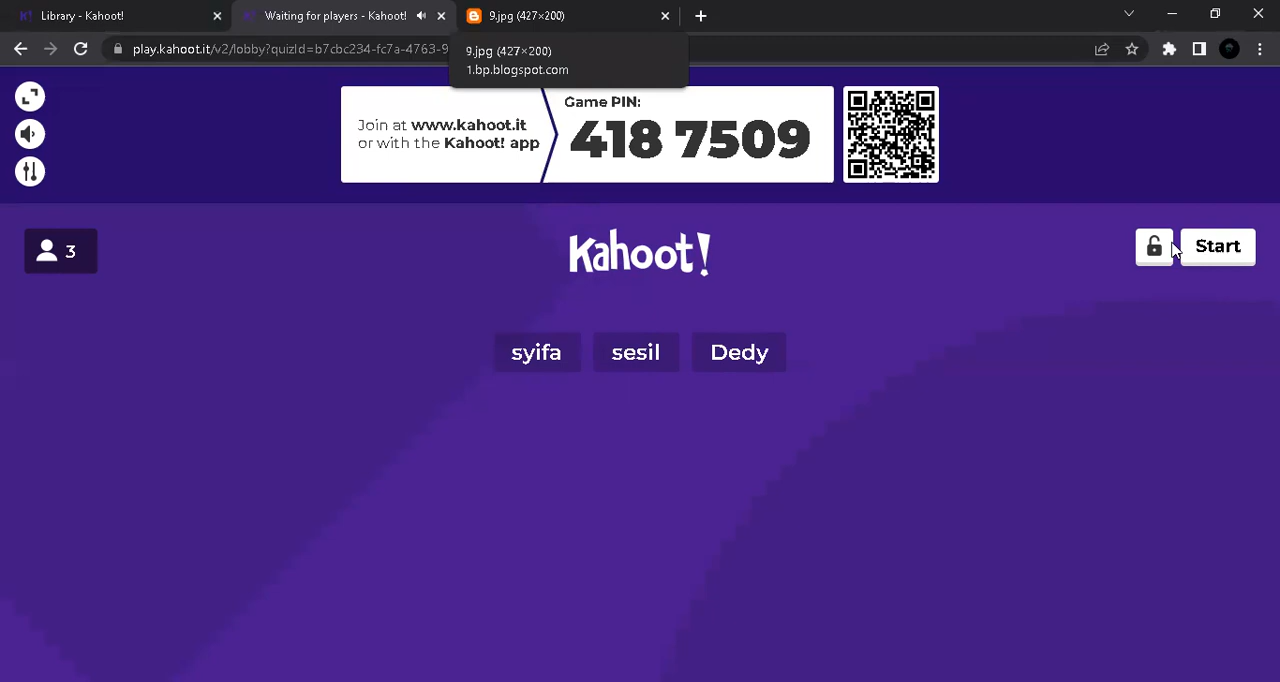 Library - Kahoot!
Waiting for players - Kahoot!
9.jpg (427×200)
play.kahoot.it/v2/lobby?quizId=b7cbc234-fc7a-4763-9
9.jpg (427×200)
1.bp.blogspot.com
Join at www.kahoot.it
or with the Kahoot! app
Game PIN:
418 7509
3
Kahoot!
Start
syifa
sesil
Dedy